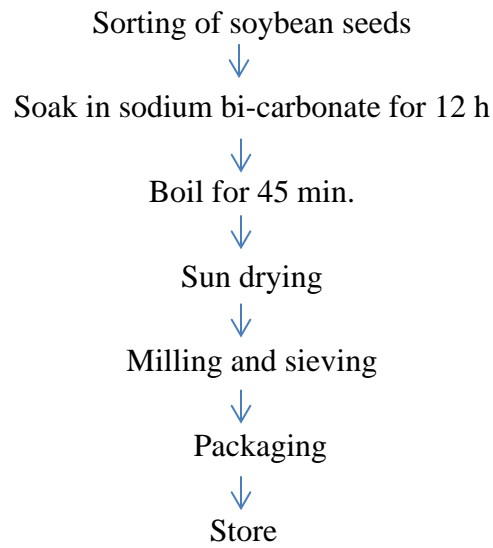 Sorting of soybean seeds
Soak in sodium bi-carbonate for 12 h
Boil for 45 min.
Sun drying
Milling and sieving
Packaging
Store